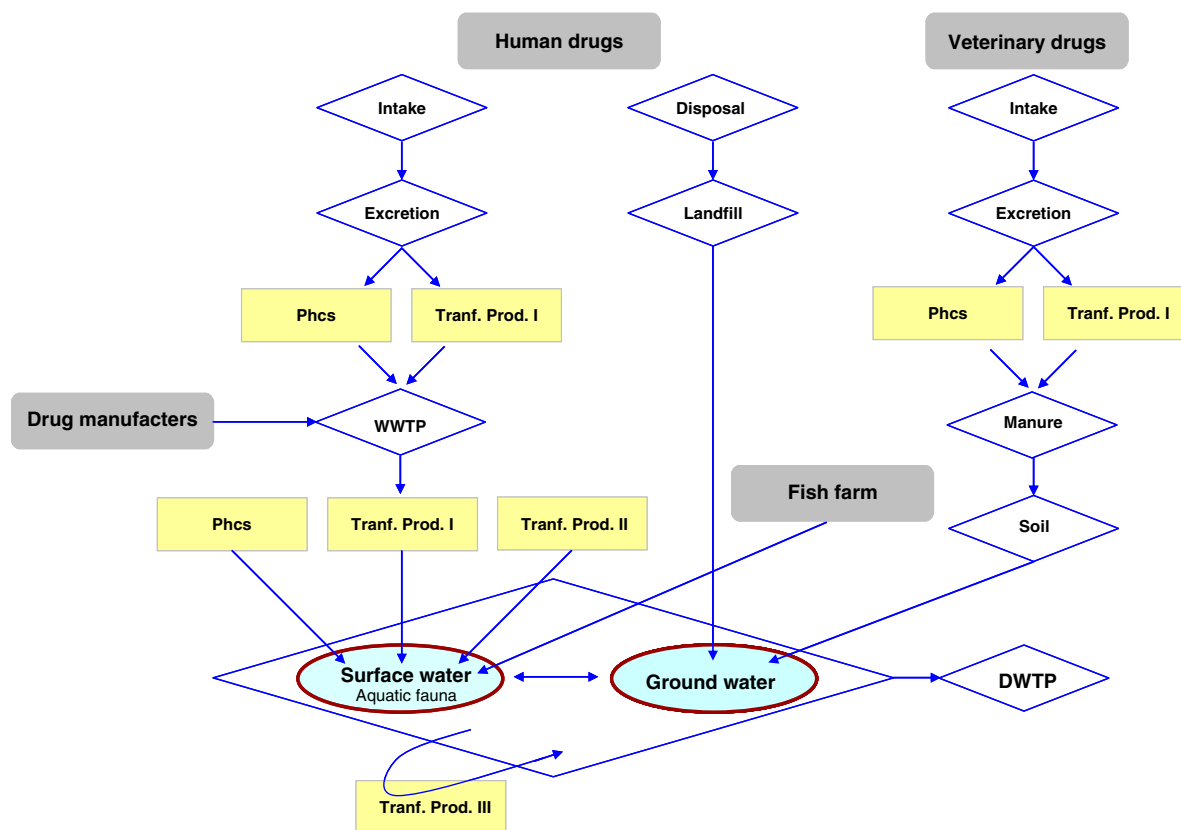 Human drugs
Veterinary drugs
Intake
Disposal
Intake
Excretion
Landfill
Excretion
Phcs
Tranf. Prod. I
Phcs
Tranf. Prod. I
Drug manufacters
WWTP
Manure
Fish farm
Phcs
Tranf. Prod. I
Tranf. Prod. II
Soil
Surface water
Aquatic fauna
Ground water
DWTP
Tranf. Prod. III